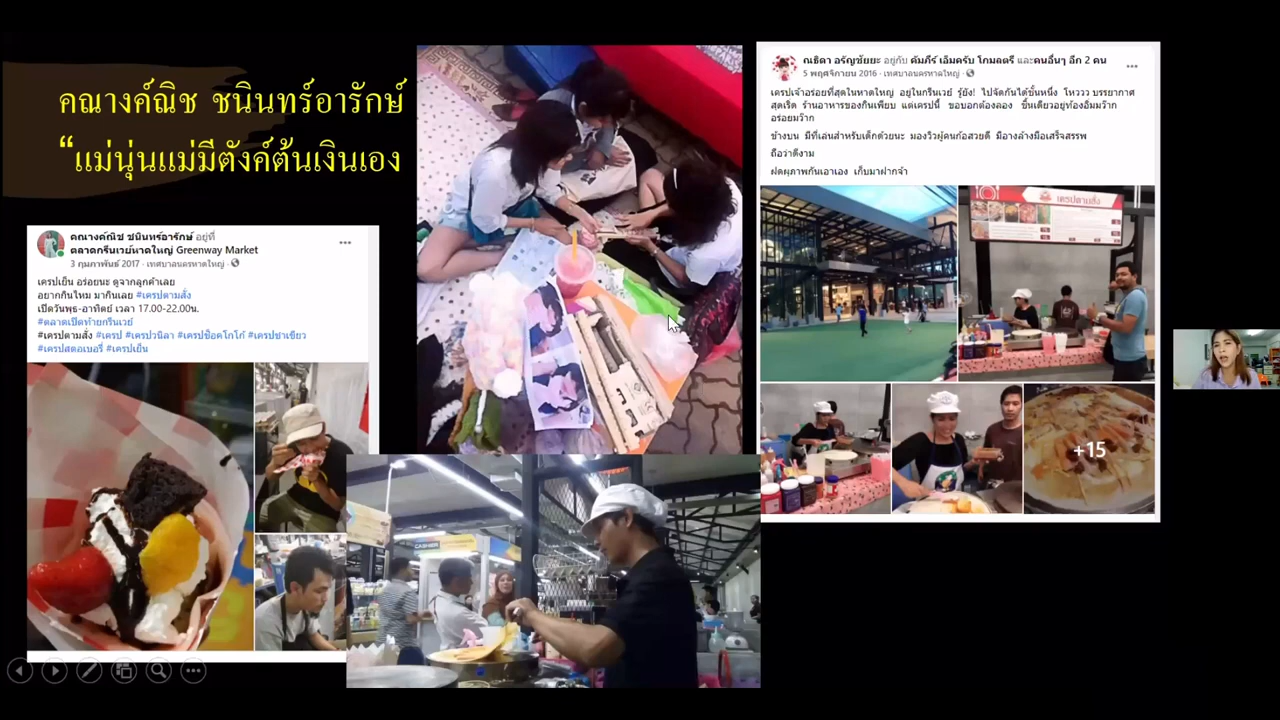 คณางค์ณิช ชนินทร์อารักษ์
“แม่นุ่นแม่มีตังค์ต้นเงินเอง
คณางค์ณิช ชนินทร์อารักษ์ อยู่ที่
ตลาดกรีนเวย์หาดใหญ่ Greenway Market
3 กุมภาพันธ์ 2017 · เทศบาลนครหาดใหญ่ ·
เครปเย็น อร่อยนะ ดูจากลูกค้าเลย
อยากกินไหม มากินเลย #เครปตามสั่ง
เปิดวันพุธ-อาทิตย์ เวลา 17.00-22.00น.
#ตลาดเปิดท้ายกรีนเวย์
#เครปตามสั่ง #เครป #เครปวนิลา #เครปช็อคโกโก้ #เครปชาเขียว
#เครปสตอเบอรี่ #เครปเย็น
CASHIER
ณธิดา อรัญชัยยะ อยู่กับ คัมภีร์ เอ็มครับ โกมลตรี และคนอื่นๆ อีก 2 คน
5 พฤศจิกายน 2016 · เทศบาลนครหาดใหญ่ ·
เครปเจ้าอร่อยที่สุดในหาดใหญ่ อยู่ในกรีนเวย์ รู้ยัง! ไปจัดกันได้ชั้นหนึ่ง โหววว บรรยากาศ
สุดเริ่ด ร้านอาหารของกินเพียบ แต่เครปนี้ ขอบอกต้องลอง ชิ้นเดียวอยู่ท้องอิ่มมว๊าก
อร่อยมว๊าก
ข้างบน มีที่เล่นสำหรับเด็กด้วยนะ มองวิวผู้คนก้อสวยดี มีอางล้างมือเสร็จสรรพ
ถือว่าดีงาม
ฝดผุภาพกันเอาเอง เก็บมาฝากจ้า
เครปตามสั่ง
+15